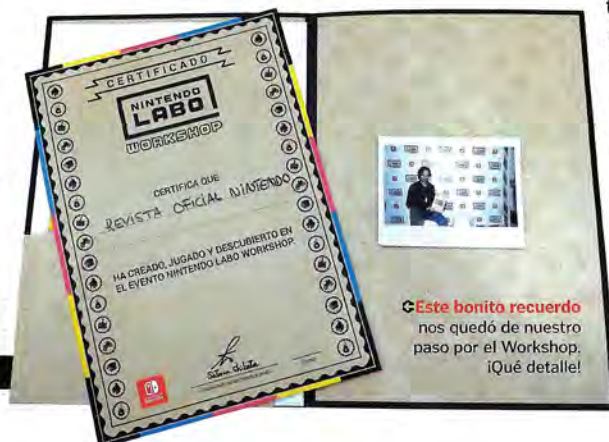 CERTIFICADO
NINTENDO
LABO
WORKSHOP
CERTIFICA QUE
REVISTA OFICIAL NINTENDO
HA CREADO, JUGADO Y DESCUBIERTO EN
EL EVENTO NINTENDO LABO WORKSHOP.
Este bonito recuerdo
nos quedó de nuestro
paso por el Workshop.
¡Qué detalle!